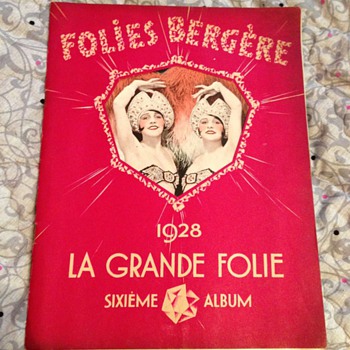 FOLIES BERGÈRE
1928
LA GRANDE FOLIE
SIXIÈME ALBUM